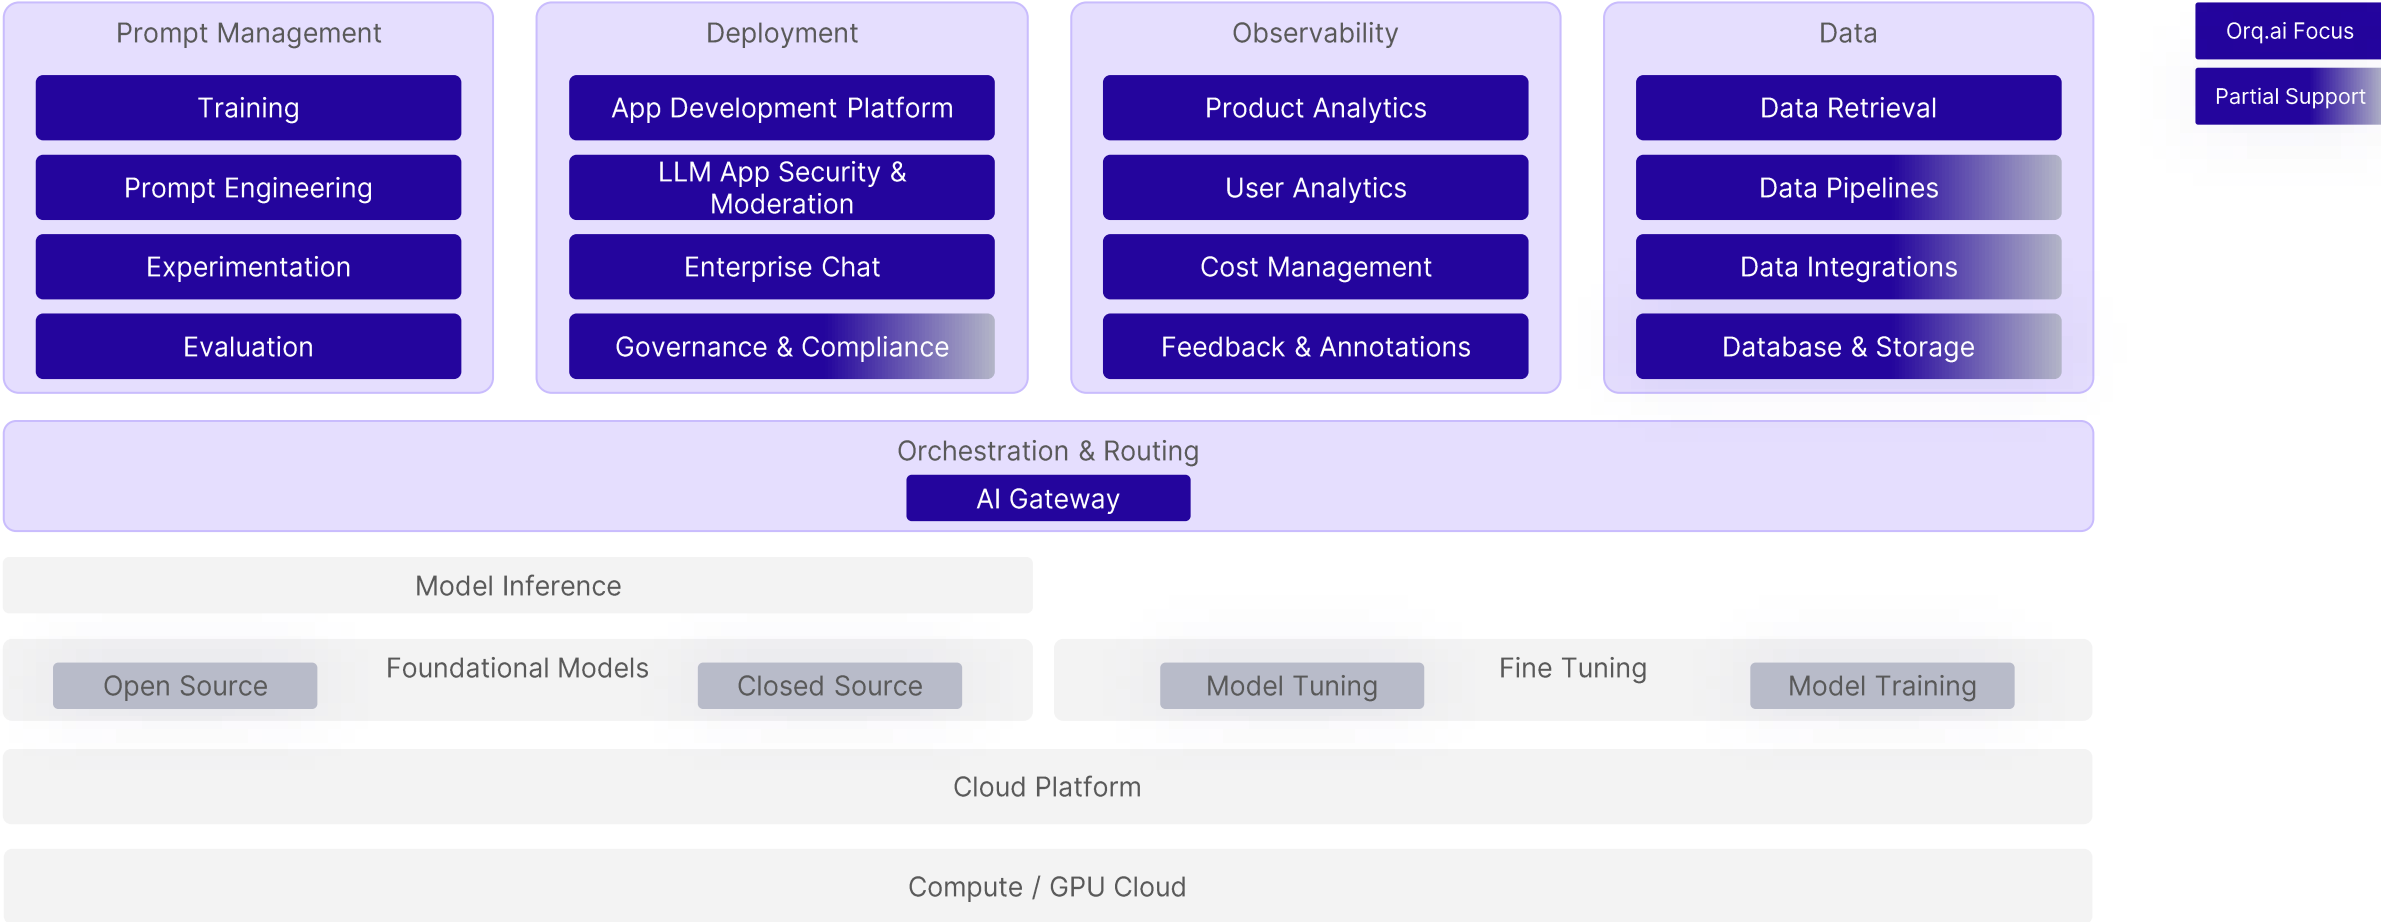 Prompt Management
Training
Prompt Engineering
Experimentation
Evaluation
Deployment
App Development Platform
LLM App Security &
Moderation
Enterprise Chat
Governance & Compliance
Observability
Product Analytics
User Analytics
Cost Management
Feedback & Annotations
Data
Data Retrieval
Data Pipelines
Data Integrations
Database & Storage
Orq.ai Focus
Partial Support
Orchestration & Routing
AI Gateway
Model Inference
Foundational Models
Open Source
Closed Source
Fine Tuning
Model Tuning
Model Training
Cloud Platform
Compute / GPU Cloud